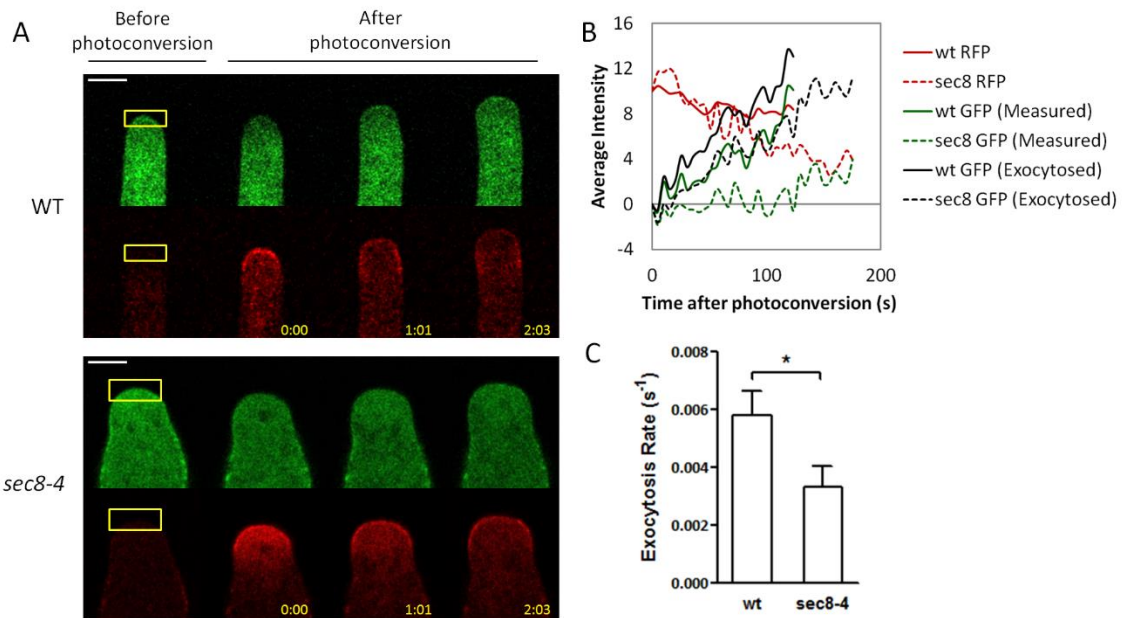 A
Before
photoconversion
After
photoconversion
WT
0:00
1:01
2:03
sec8-4
0:00
1:01
2:03
B
Average Intensity
16
12
8
4
0
-4
0
100
200
Time after photoconversion (s)
wt RFP
sec8 RFP
wt GFP (Measured)
sec8 GFP (Measured)
wt GFP (Exocytosed)
sec8 GFP (Exocytosed)
C
Exocytosis Rate (s⁻¹)
0.008
0.006
0.004
0.002
0.000
*
wt
sec8-4